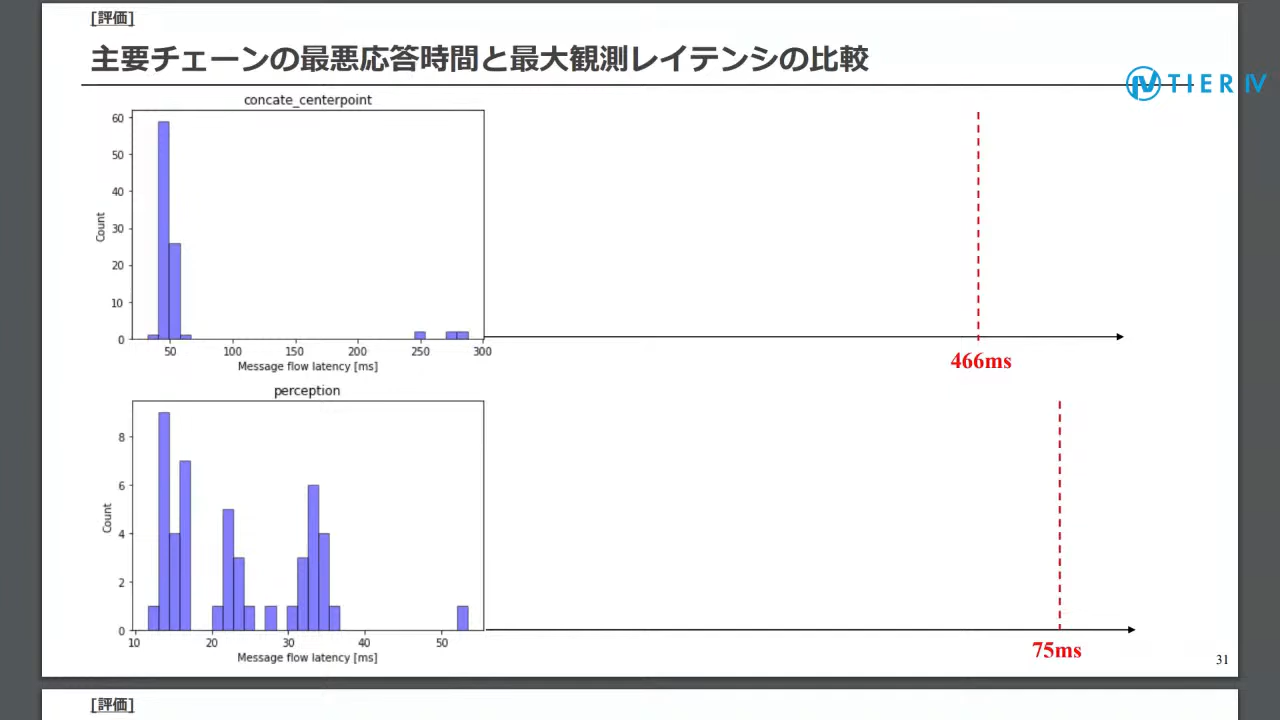 [評価]
主要チェーンの最悪応答時間と最大観測レイテンシの比較
TIER IV
concate_centerpoint
60
50
40
30
20
10
0
Count
50 100 150 200 250 300
Message flow latency [ms]
466ms
perception
8
6
4
2
0
Count
10 20 30 40 50
Message flow latency [ms]
75ms
31
[評価]